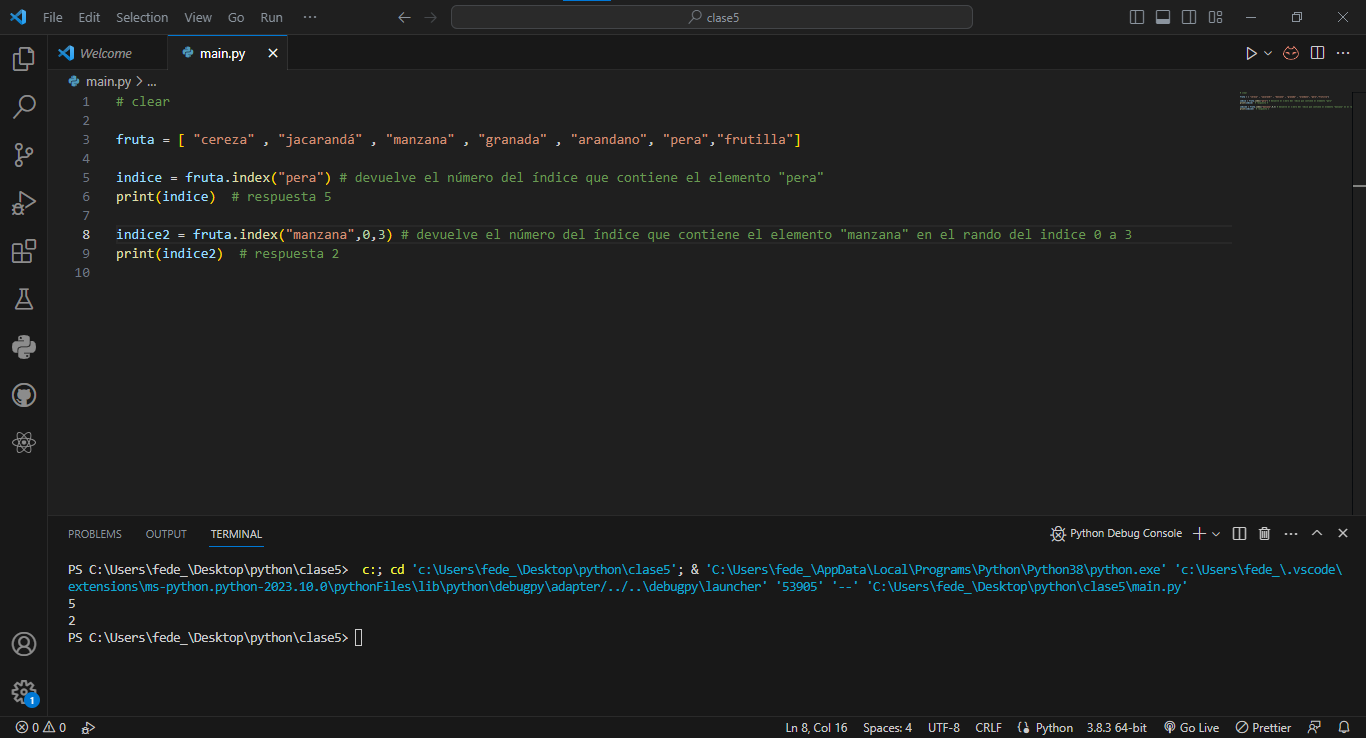 File Edit Selection View Go Run ··· clase5
Welcome main.py
main.py > ...
1 # clear
2
3 fruta = [ "cereza" , "jacarandá" , "manzana" , "granada" , "arandano", "pera","frutilla"]
4
5 indice = fruta.index("pera") # devuelve el número del índice que contiene el elemento "pera"
6 print(indice)  # respuesta 5
7
8 indice2 = fruta.index("manzana",0,3) # devuelve el número del índice que contiene el elemento "manzana" en el rando del indice 0 a 3
9 print(indice2)  # respuesta 2
10
PROBLEMS OUTPUT TERMINAL Python Debug Console
PS C:\Users\fede_\Desktop\python\clase5>  c:; cd 'c:\Users\fede_\Desktop\python\clase5'; & 'C:\Users\fede_\AppData\Local\Programs\Python\Python38\python.exe' 'c:\Users\fede_\.vscode\
extensions\ms-python.python-2023.10.0\pythonFiles\lib\python\debugpy\adapter/../..\debugpy\launcher' '53905' '--' 'C:\Users\fede_\Desktop\python\clase5\main.py'
5
2
PS C:\Users\fede_\Desktop\python\clase5>
1
0 0 Ln 8, Col 16 Spaces: 4 UTF-8 CRLF Python 3.8.3 64-bit Go Live Prettier